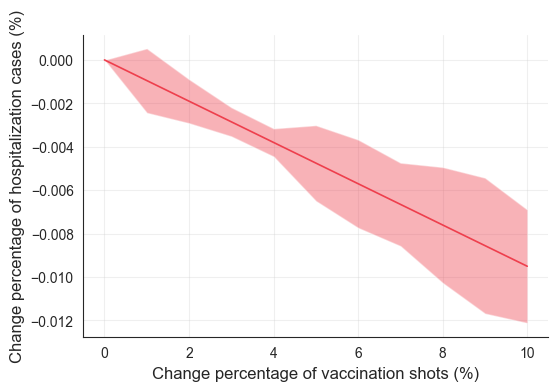 Change percentage of hospitalization cases (%)
0.000
−0.002
−0.004
−0.006
−0.008
−0.010
−0.012
0 2 4 6 8 10
Change percentage of vaccination shots (%)